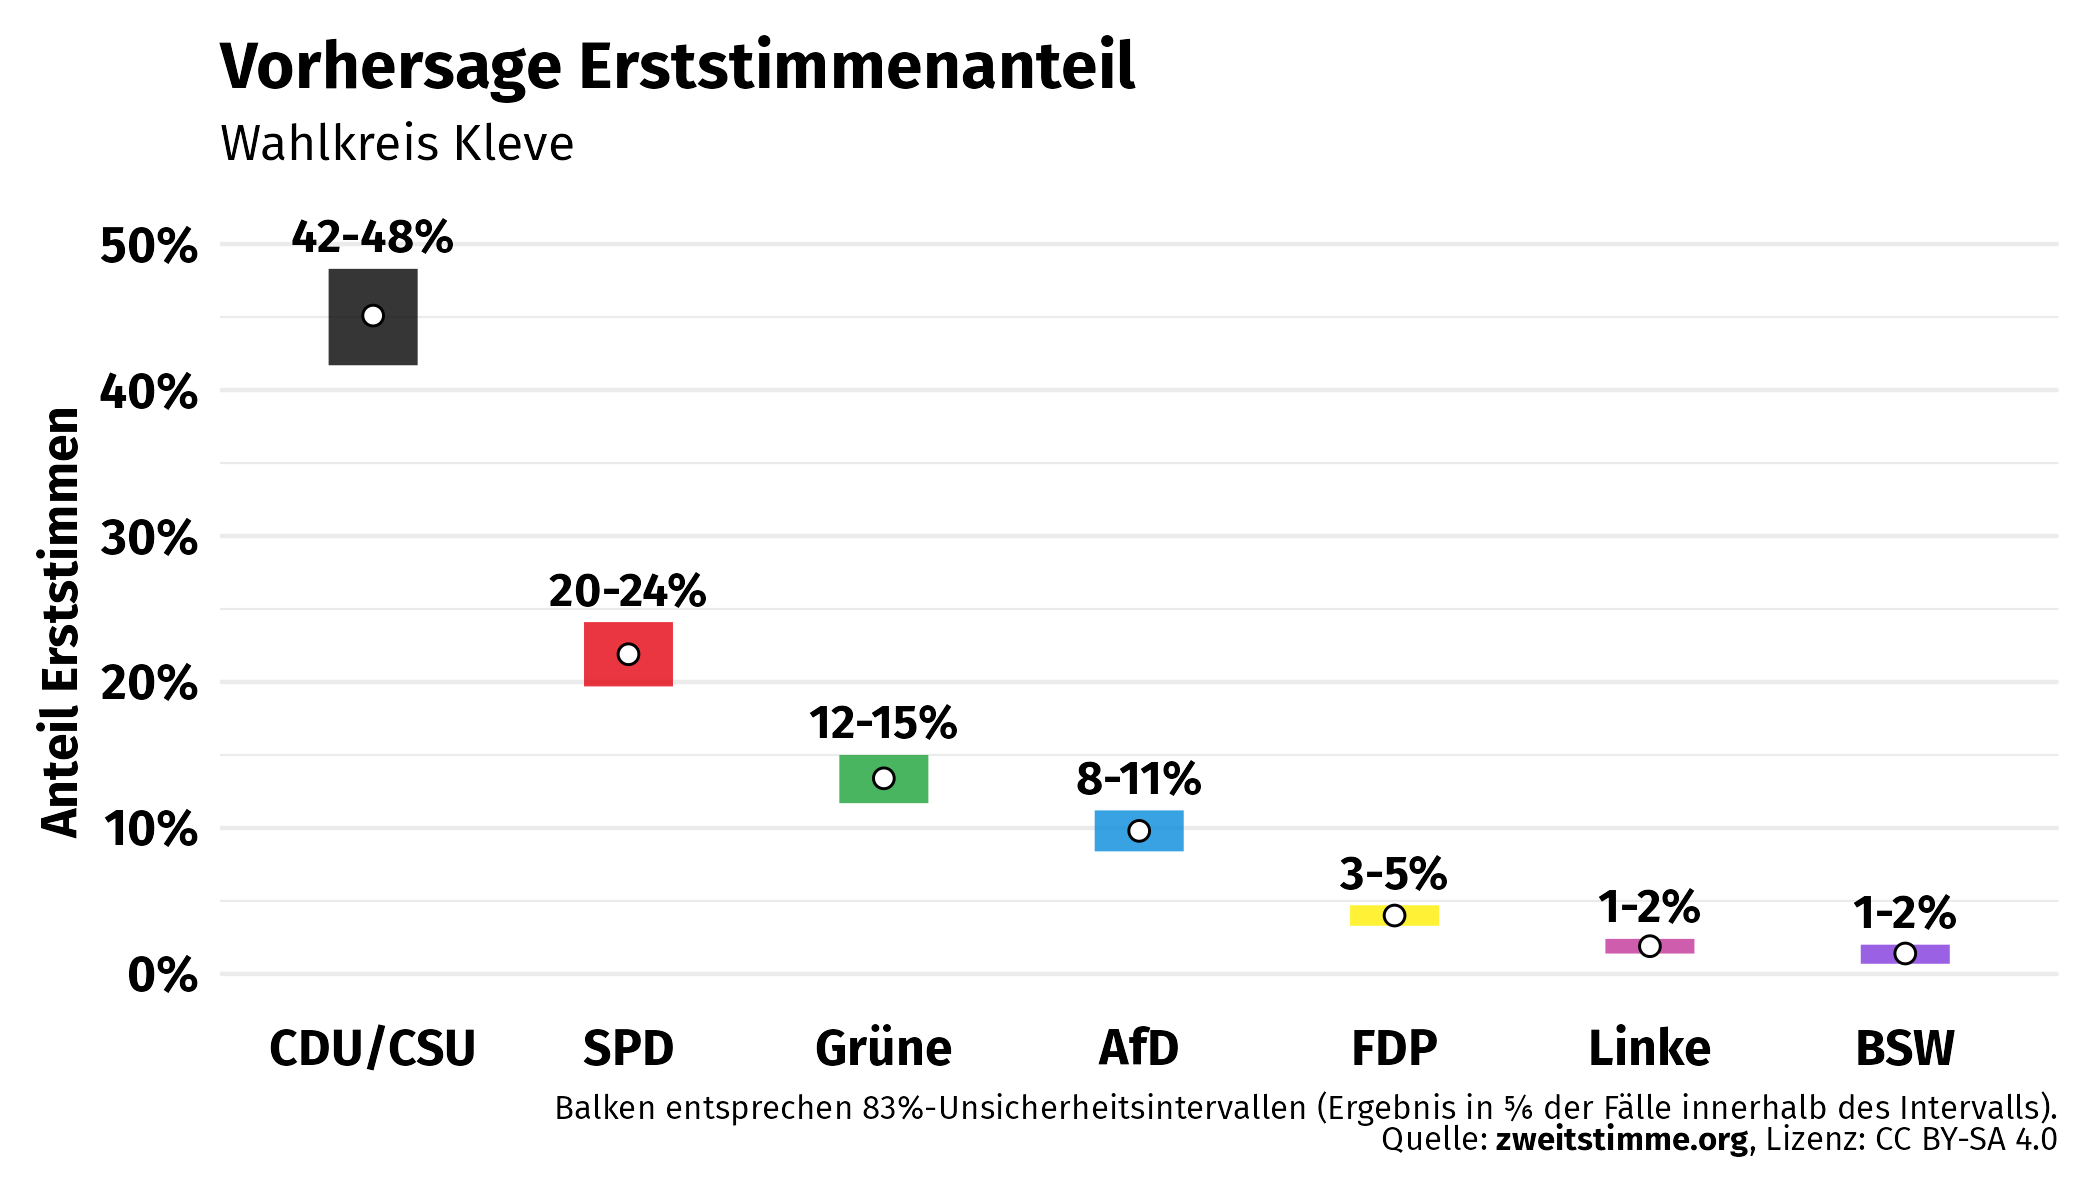 Vorhersage Erststimmenanteil
Wahlkreis Kleve
Anteil Erststimmen
50%
40%
30%
20%
10%
0%
42-48%
20-24%
12-15%
8-11%
3-5%
1-2%
1-2%
CDU/CSU SPD Grüne AfD FDP Linke BSW
Balken entsprechen 83%-Unsicherheitsintervallen (Ergebnis in ⅚ der Fälle innerhalb des Intervalls).
Quelle: zweitstimme.org, Lizenz: CC BY-SA 4.0